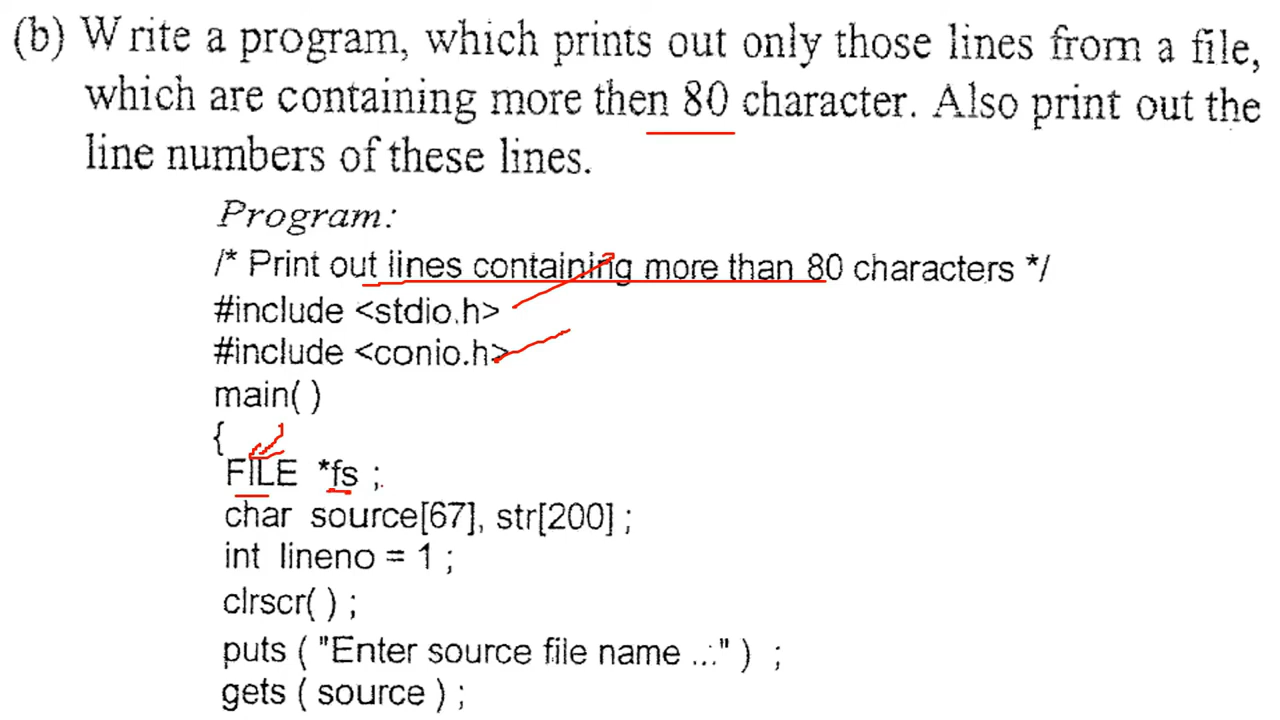 (b) Write a program, which prints out only those lines from a file,
which are containing more then 80 character. Also print out the
line numbers of these lines.
Program:
/* Print out lines containing more than 80 characters */
#include <stdio.h>
#include <conio.h>
main( )
{
FILE *fs ;
char source[67], str[200] ;
int lineno = 1 ;
clrscr( ) ;
puts ( "Enter source file name ..." ) ;
gets ( source ) ;